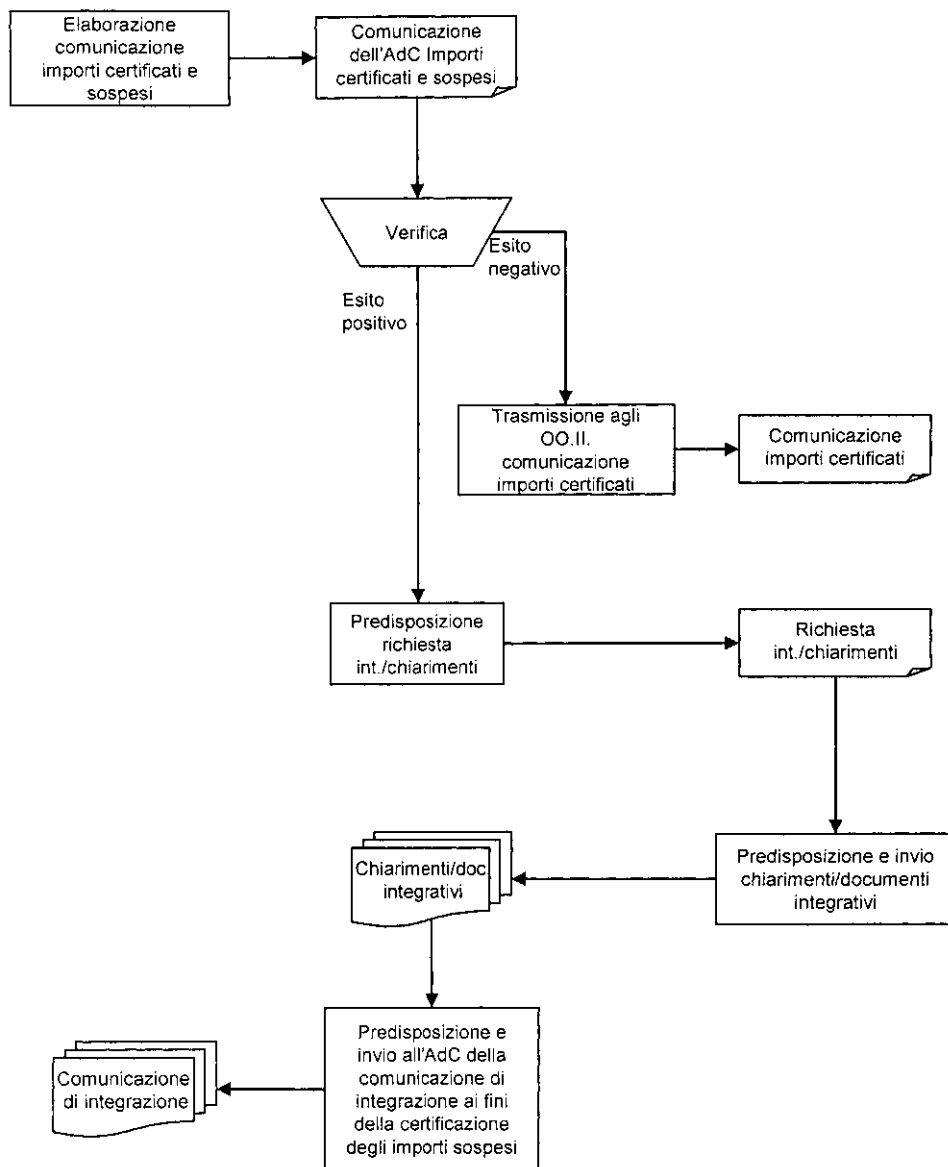 Elaborazione
comunicazione
importi certificati e
sospesi
Comunicazione
dell'AdC Importi
certificati e sospesi
Verifica
Esito
negativo
Esito
positivo
Trasmissione agli
OO.II.
comunicazione
importi certificati
Comunicazione
importi certificati
Predisposizione
richiesta
int./chiarimenti
Richiesta
int./chiarimenti
Predisposizione e invio
chiarimenti/documenti
integrativi
Chiarimenti/doc.
integrativi
Predisposizione e
invio all'AdC della
comunicazione di
integrazione ai fini
della certificazione
degli importi sospesi
Comunicazione
di integrazione